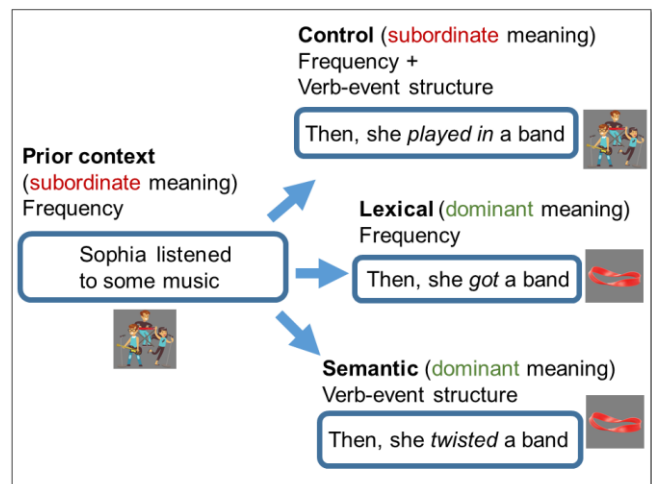 Prior context
(subordinate meaning)
Frequency
Sophia listened
to some music
Control (subordinate meaning)
Frequency +
Verb-event structure
Then, she played in a band
Lexical (dominant meaning)
Frequency
Then, she got a band
Semantic (dominant meaning)
Verb-event structure
Then, she twisted a band